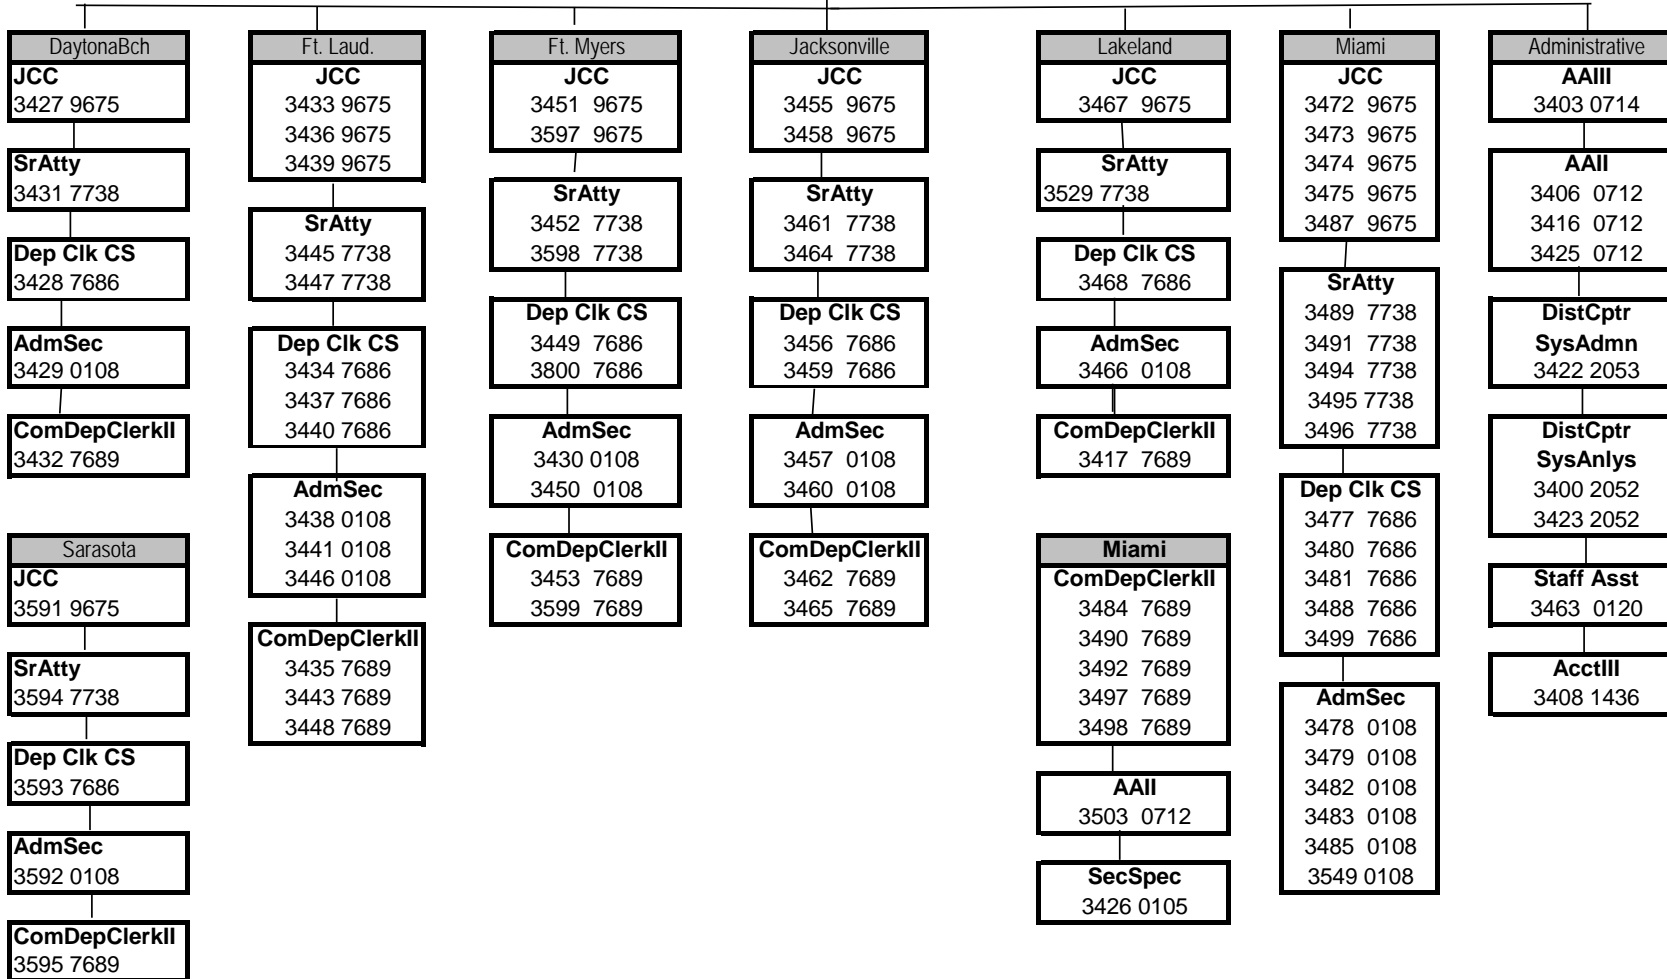 DaytonaBch
JCC
3427 9675
SrAtty
3431 7738
Dep Clk CS
3428 7686
AdmSec
3429 0108
ComDepClerkII
3432 7689
Sarasota
JCC
3591 9675
SrAtty
3594 7738
Dep Clk CS
3593 7686
AdmSec
3592 0108
ComDepClerkII
3595 7689
Ft. Laud.
JCC
3433 9675
3436 9675
3439 9675
SrAtty
3445 7738
3447 7738
Dep Clk CS
3434 7686
3437 7686
3440 7686
AdmSec
3438 0108
3441 0108
3446 0108
ComDepClerkII
3435 7689
3443 7689
3448 7689
Ft. Myers
JCC
3451 9675
3597 9675
SrAtty
3452 7738
3598 7738
Dep Clk CS
3449 7686
3800 7686
AdmSec
3430 0108
3450 0108
ComDepClerkII
3453 7689
3599 7689
Jacksonville
JCC
3455 9675
3458 9675
SrAtty
3461 7738
3464 7738
Dep Clk CS
3456 7686
3459 7686
AdmSec
3457 0108
3460 0108
ComDepClerkII
3462 7689
3465 7689
Lakeland
JCC
3467 9675
SrAtty
3529 7738
Dep Clk CS
3468 7686
AdmSec
3466 0108
ComDepClerkII
3417 7689
Miami
ComDepClerkII
3484 7689
3490 7689
3492 7689
3497 7689
3498 7689
AAII
3503 0712
SecSpec
3426 0105
Miami
JCC
3472 9675
3473 9675
3474 9675
3475 9675
3487 9675
SrAtty
3489 7738
3491 7738
3494 7738
3495 7738
3496 7738
Dep Clk CS
3477 7686
3480 7686
3481 7686
3488 7686
3499 7686
AdmSec
3478 0108
3479 0108
3482 0108
3483 0108
3485 0108
3549 0108
Administrative
AAIII
3403 0714
AAII
3406 0712
3416 0712
3425 0712
DistCptr
SysAdmn
3422 2053
DistCptr
SysAnlys
3400 2052
3423 2052
Staff Asst
3463 0120
AcctIII
3408 1436